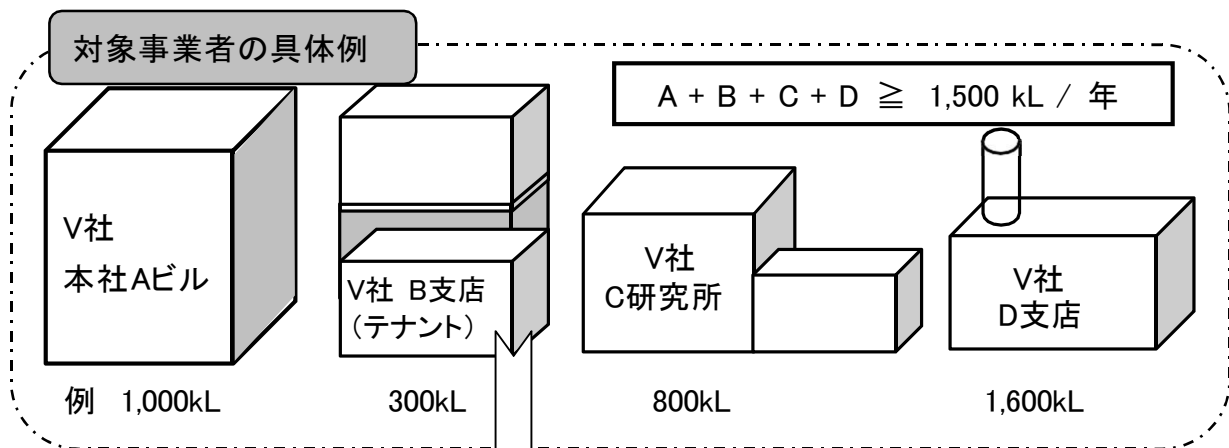 対象事業者の具体例
A + B + C + D ≧ 1,500 kL / 年
V社
本社Aビル
V社 B支店
(テナント)
V社
C研究所
V社
D支店
例 1,000kL
300kL
800kL
1,600kL